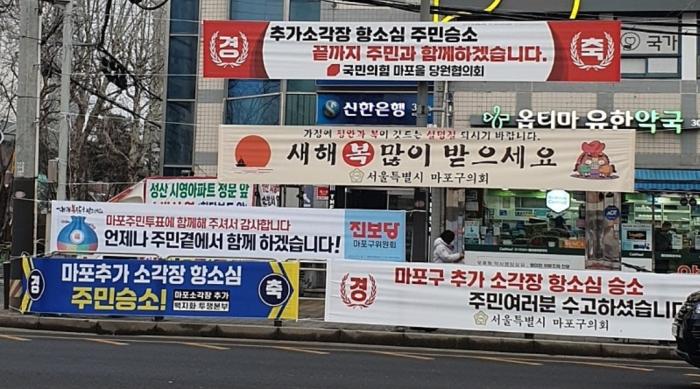 경
추가소각장 항소심 주민승소
끝까지 주민과 함께하겠습니다.
국민의힘 마포을 당원협의회
축
국가
신한은행
옵티마 유한약국
가정에 평안과 복이 깃드는 설명절 되시기 바랍니다.
새해 복 많이 받으세요
서울특별시 마포구의회
성산 시영아파트 정문 앞
마포주민투표에 함께해 주셔서 감사합니다
언제나 주민곁에서 함께 하겠습니다!
진보당
마포구위원회
경
마포추가 소각장 항소심
주민승소!
마포소각장 추가
백지화 투쟁본부
축
경
마포구 추가 소각장 항소심 승소
주민여러분 수고하셨습니다
서울특별시 마포구의회